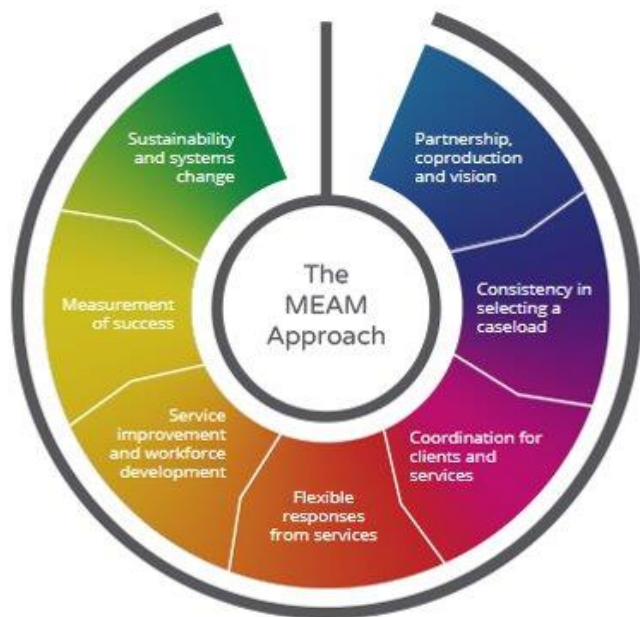 The
MEAM
Approach
Partnership,
coproduction
and vision
Consistency in
selecting a
caseload
Coordination for
clients and
services
Flexible
responses
from services
Service
improvement
and workforce
development
Measurement
of success
Sustainability
and systems
change